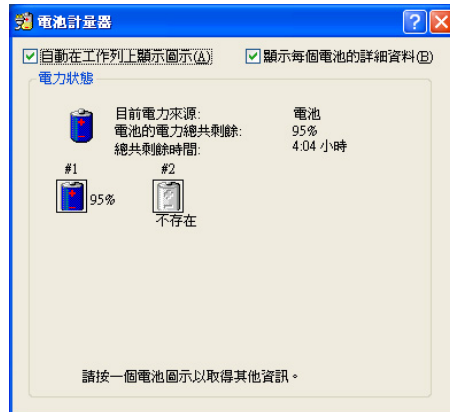 電池計量器
自動在工作列上顯示圖示(A) 顯示每個電池的詳細資料(B)
電力狀態
目前電力來源: 電池
電池的電力總共剩餘: 95%
總共剩餘時間: 4:04 小時
#1 #2
95%
不存在
請按一個電池圖示以取得其他資訊。